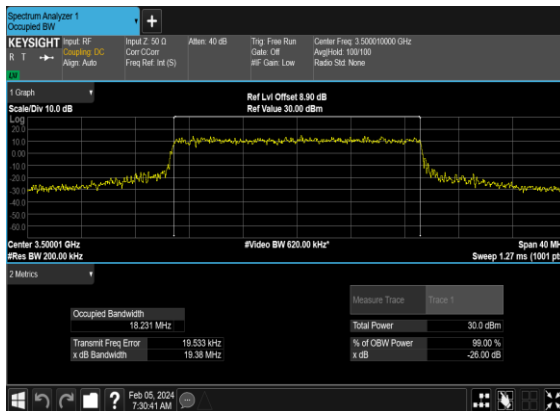 Spectrum Analyzer 1
Occupied BW
+
KEYSIGHT
R T
Input: RF
Coupling: DC
Align: Auto
Input Z: 50 Ω
Corr CCorr
Freq Ref: Int (S)
Atten: 40 dB
Trig: Free Run
Gate: Off
#IF Gain: Low
Center Freq: 3.500010000 GHz
Avg|Hold: 100/100
Radio Std: None
1 Graph
Scale/Div 10.0 dB
Ref Lvl Offset 8.90 dB
Ref Value 30.00 dBm
Log
20.0
10.0
0.00
-10.0
-20.0
-30.0
-40.0
-50.0
-60.0
Center 3.50001 GHz
#Video BW 620.00 kHz*
Span 40 MH
#Res BW 200.00 kHz
Sweep 1.27 ms (1001 pt
2 Metrics
Measure Trace Trace 1
Occupied Bandwidth
18.231 MHz
Total Power 30.0 dBm
Transmit Freq Error 19.533 kHz
% of OBW Power 99.00 %
x dB Bandwidth 19.38 MHz
x dB -26.00 dB
?
Feb 05, 2024
7:30:41 AM